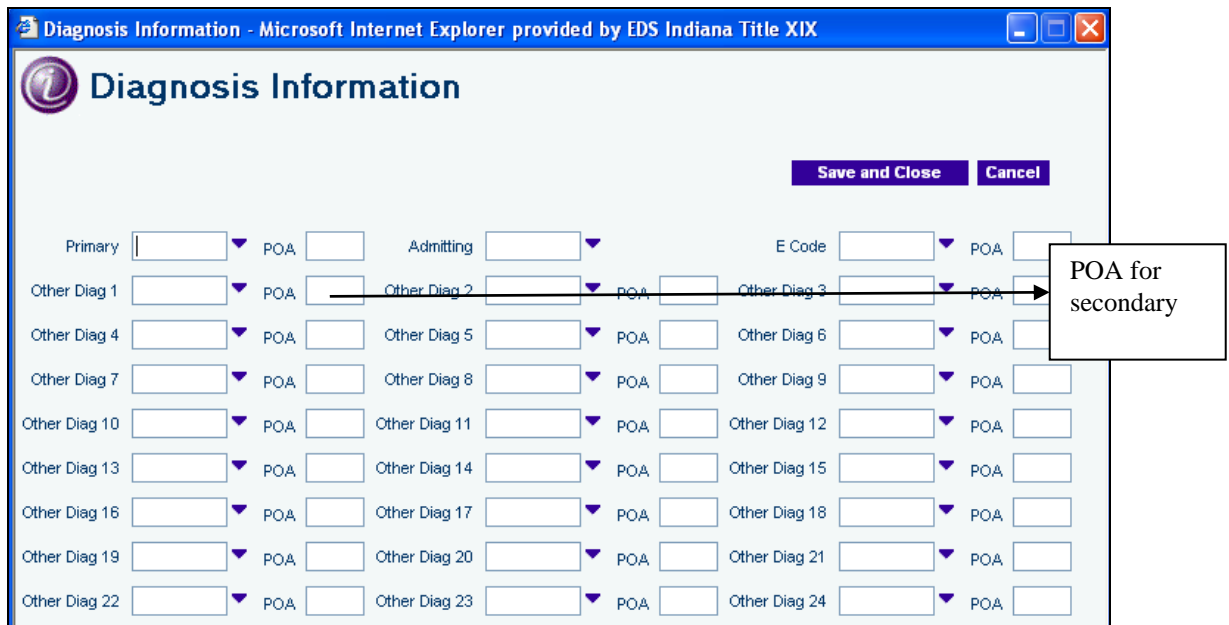 Diagnosis Information - Microsoft Internet Explorer provided by EDS Indiana Title XIX
Diagnosis Information
Save and Close Cancel
Primary POA Admitting E Code POA
Other Diag 1 POA Other Diag 2 POA Other Diag 3 POA
Other Diag 4 POA Other Diag 5 POA Other Diag 6 POA
Other Diag 7 POA Other Diag 8 POA Other Diag 9 POA
Other Diag 10 POA Other Diag 11 POA Other Diag 12 POA
Other Diag 13 POA Other Diag 14 POA Other Diag 15 POA
Other Diag 16 POA Other Diag 17 POA Other Diag 18 POA
Other Diag 19 POA Other Diag 20 POA Other Diag 21 POA
Other Diag 22 POA Other Diag 23 POA Other Diag 24 POA
POA for
secondary